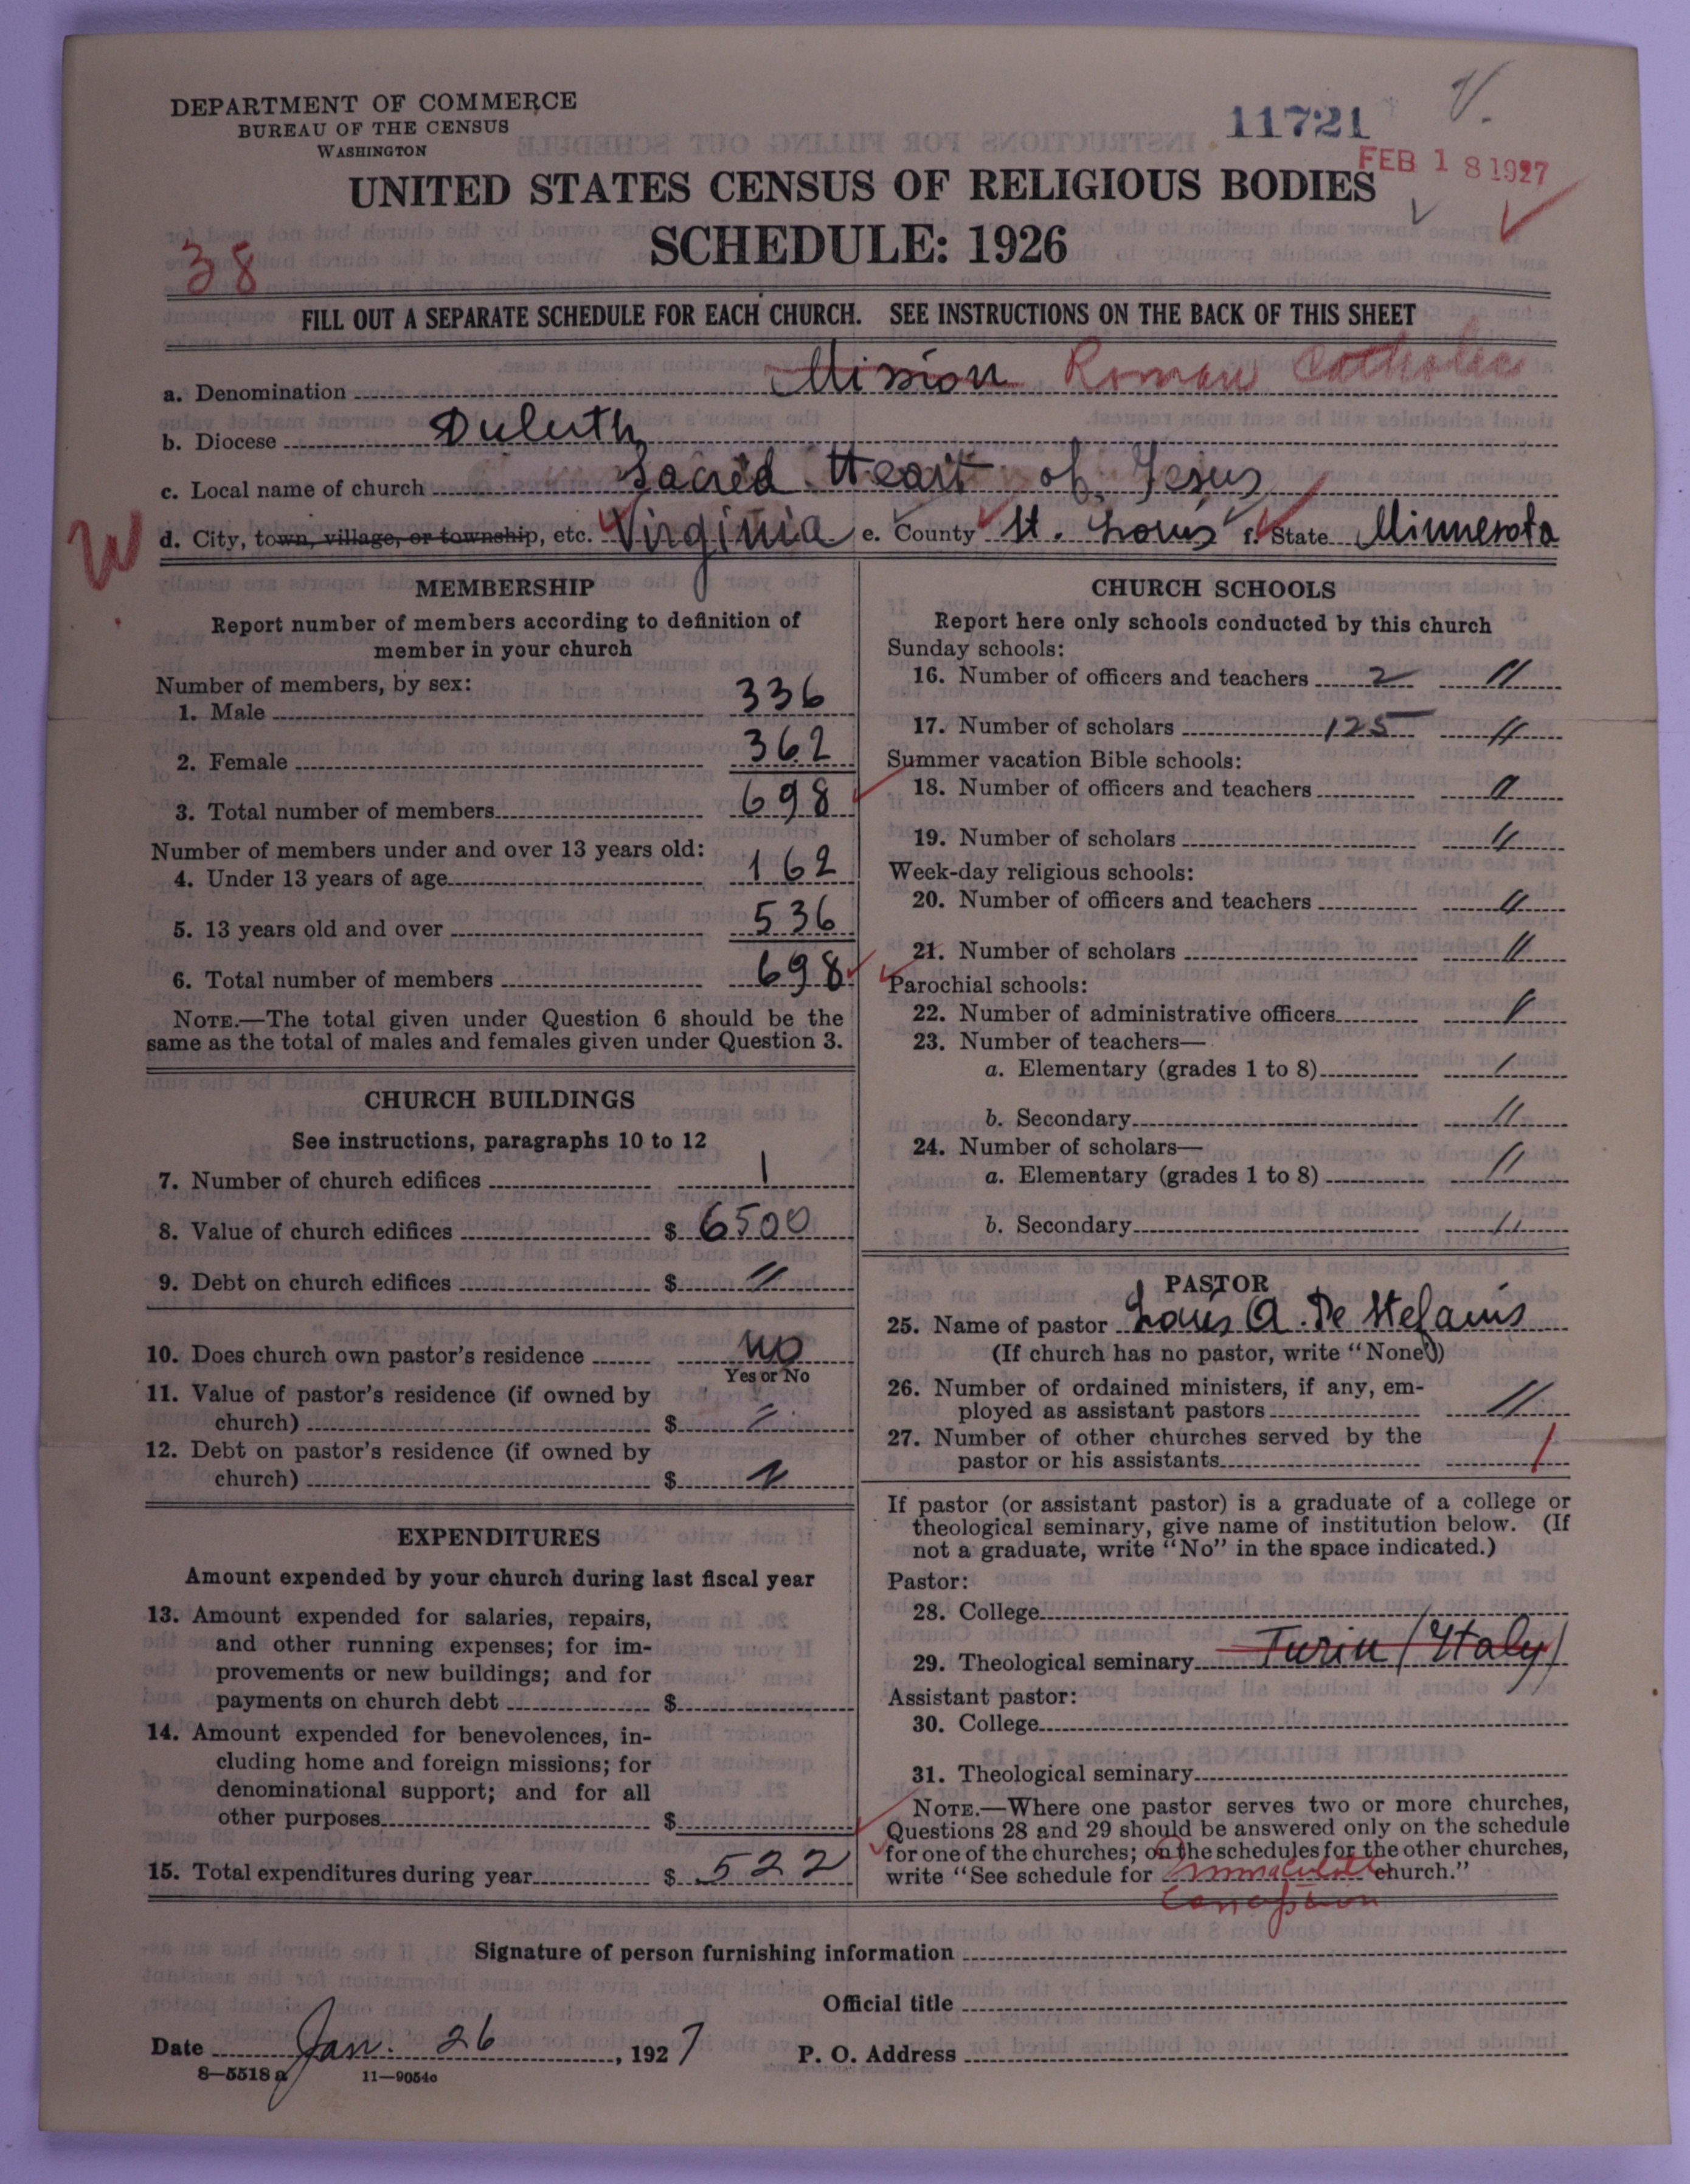 DEPARTMENT OF COMMERCE
BUREAU OF THE CENSUS
WASHINGTON
11721 V.
FEB 18 1927
UNITED STATES CENSUS OF RELIGIOUS BODIES
SCHEDULE: 1926
38
FILL OUT A SEPARATE SCHEDULE FOR EACH CHURCH. SEE INSTRUCTIONS ON THE BACK OF THIS SHEET
a. Denomination Mission Roman Catholic
b. Diocese Duluth
c. Local name of church Sacred Heart of Jesus
W d. City, town, village, or township, etc. Virginia e. County St. Louis f. State Minnesota
MEMBERSHIP
Report number of members according to definition of
member in your church
Number of members, by sex:
1. Male 336
2. Female 362
3. Total number of members 698
Number of members under and over 13 years old:
4. Under 13 years of age 162
5. 13 years old and over 536
6. Total number of members 698
NOTE.—The total given under Question 6 should be the
same as the total of males and females given under Question 3.
CHURCH BUILDINGS
See instructions, paragraphs 10 to 12
7. Number of church edifices 1
8. Value of church edifices $ 6500
9. Debt on church edifices $ "
10. Does church own pastor's residence no
Yes or No
11. Value of pastor's residence (if owned by
church) $ "
12. Debt on pastor's residence (if owned by
church) $ "
EXPENDITURES
Amount expended by your church during last fiscal year
13. Amount expended for salaries, repairs,
and other running expenses; for im-
provements or new buildings; and for
payments on church debt $
14. Amount expended for benevolences, in-
cluding home and foreign missions; for
denominational support; and for all
other purposes $
15. Total expenditures during year $ 522
CHURCH SCHOOLS
Report here only schools conducted by this church
Sunday schools:
16. Number of officers and teachers 2 "
17. Number of scholars 125 "
Summer vacation Bible schools:
18. Number of officers and teachers "
19. Number of scholars "
Week-day religious schools:
20. Number of officers and teachers "
21. Number of scholars "
Parochial schools:
22. Number of administrative officers "
23. Number of teachers—
a. Elementary (grades 1 to 8) "
b. Secondary "
24. Number of scholars—
a. Elementary (grades 1 to 8) "
b. Secondary "
PASTOR
25. Name of pastor Louis A. De Stefanis
(If church has no pastor, write "None")
26. Number of ordained ministers, if any, em-
ployed as assistant pastors "
27. Number of other churches served by the
pastor or his assistants 1
If pastor (or assistant pastor) is a graduate of a college or
theological seminary, give name of institution below. (If
not a graduate, write "No" in the space indicated.)
Pastor:
28. College
29. Theological seminary Turin (Italy)
Assistant pastor:
30. College
31. Theological seminary
NOTE.—Where one pastor serves two or more churches,
Questions 28 and 29 should be answered only on the schedule
for one of the churches; on the schedules for the other churches,
write "See schedule for Immaculate church."
Conception
Signature of person furnishing information
Official title
Date Jan. 26, 1927 P. O. Address
8—5518 a 11—9054c